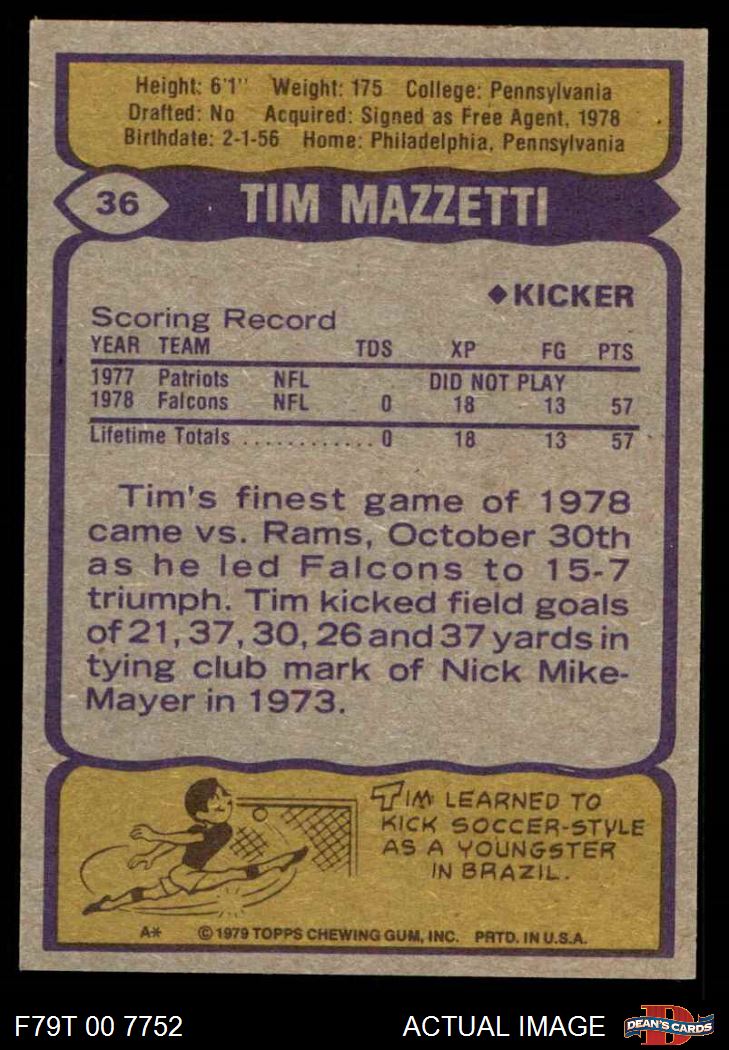 Height: 6'1" Weight: 175 College: Pennsylvania
Drafted: No Acquired: Signed as Free Agent, 1978
Birthdate: 2-1-56 Home: Philadelphia, Pennsylvania
36 TIM MAZZETTI
◆KICKER
Scoring Record
YEAR TEAM TDS XP FG PTS
1977 Patriots NFL DID NOT PLAY
1978 Falcons NFL 0 18 13 57
Lifetime Totals ............ 0 18 13 57
Tim's finest game of 1978
came vs. Rams, October 30th
as he led Falcons to 15-7
triumph. Tim kicked field goals
of 21, 37, 30, 26 and 37 yards in
tying club mark of Nick Mike-
Mayer in 1973.
TIM LEARNED TO
KICK SOCCER-STYLE
AS A YOUNGSTER
IN BRAZIL.
A* © 1979 TOPPS CHEWING GUM, INC. PRTD. IN U.S.A.
F79T 00 7752 ACTUAL IMAGE D DEAN'S CARDS